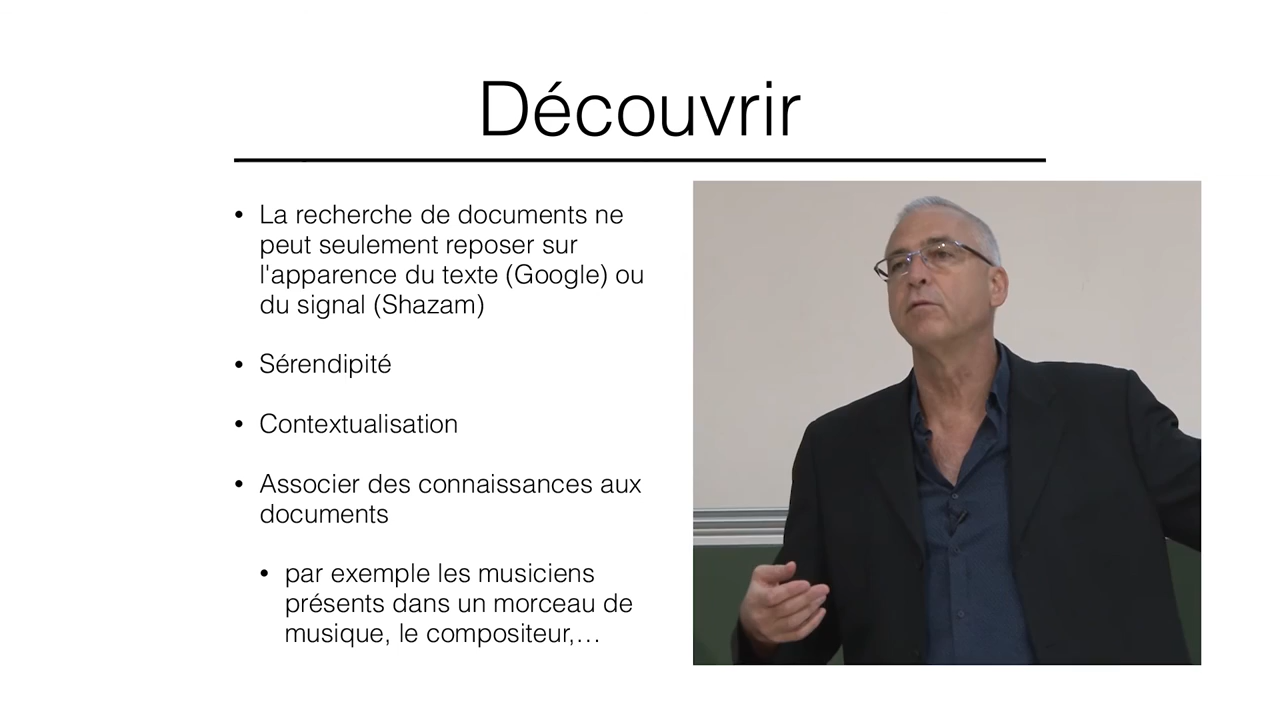 Découvrir
• La recherche de documents ne
peut seulement reposer sur
l'apparence du texte (Google) ou
du signal (Shazam)
• Sérendipité
• Contextualisation
• Associer des connaissances aux
documents
• par exemple les musiciens
présents dans un morceau de
musique, le compositeur,…